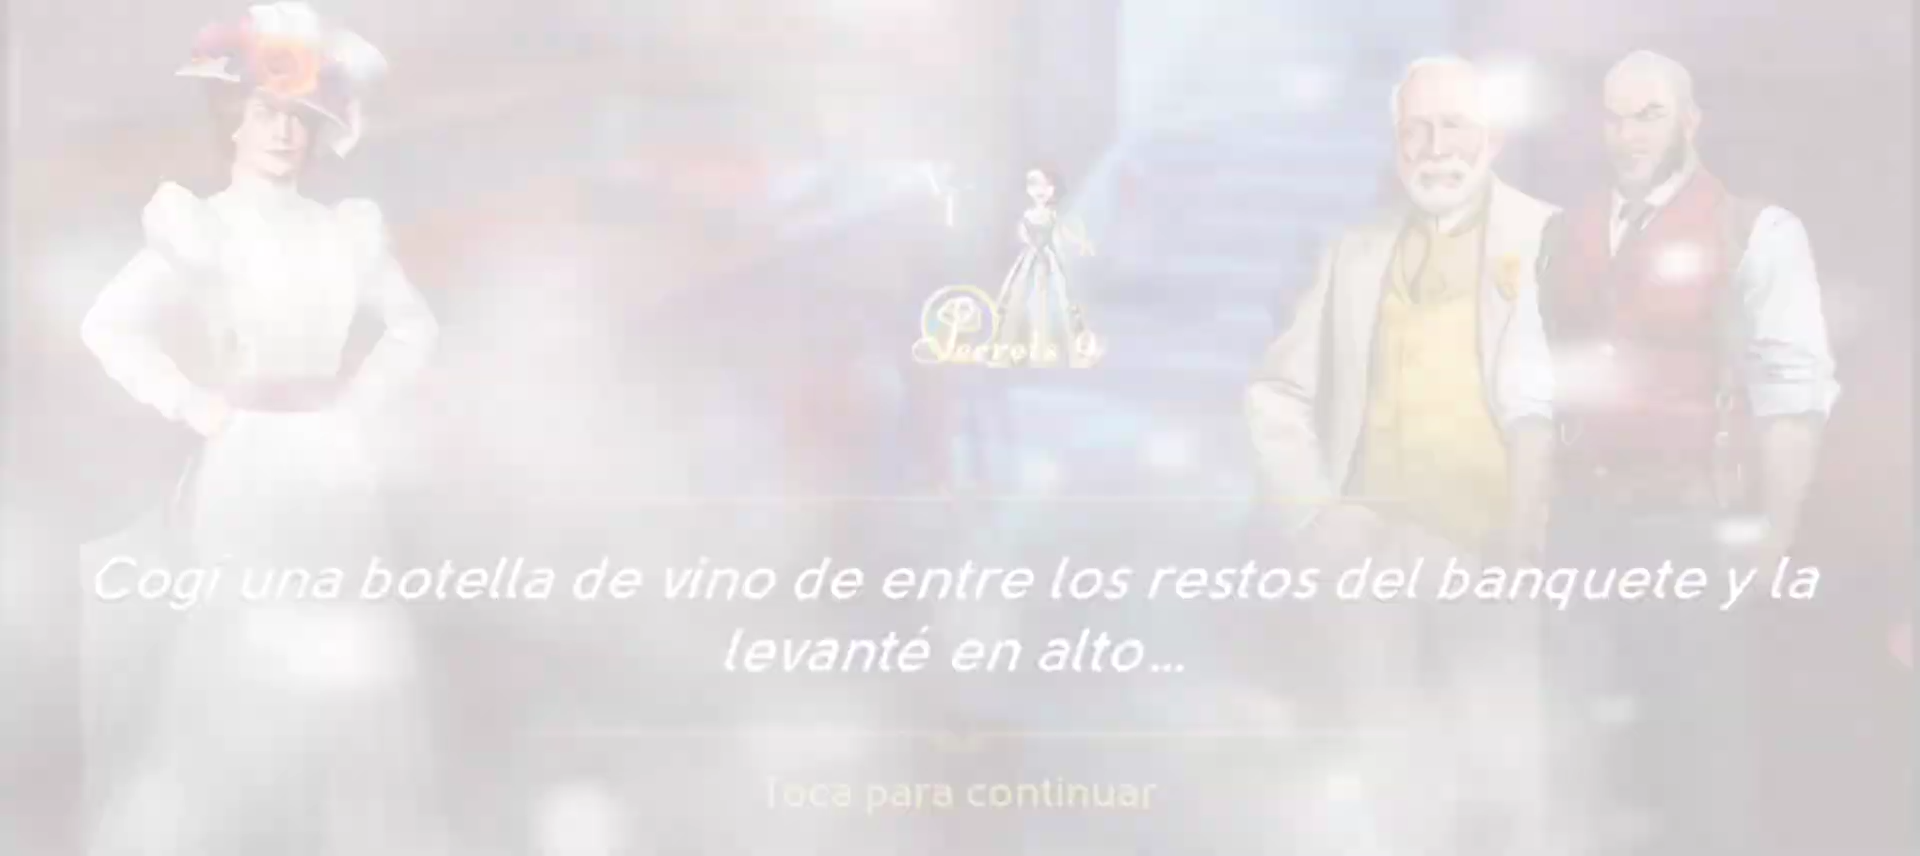 Cogí una botella de vino de entre los restos del banquete y la
levanté en alto...
Toca para continuar